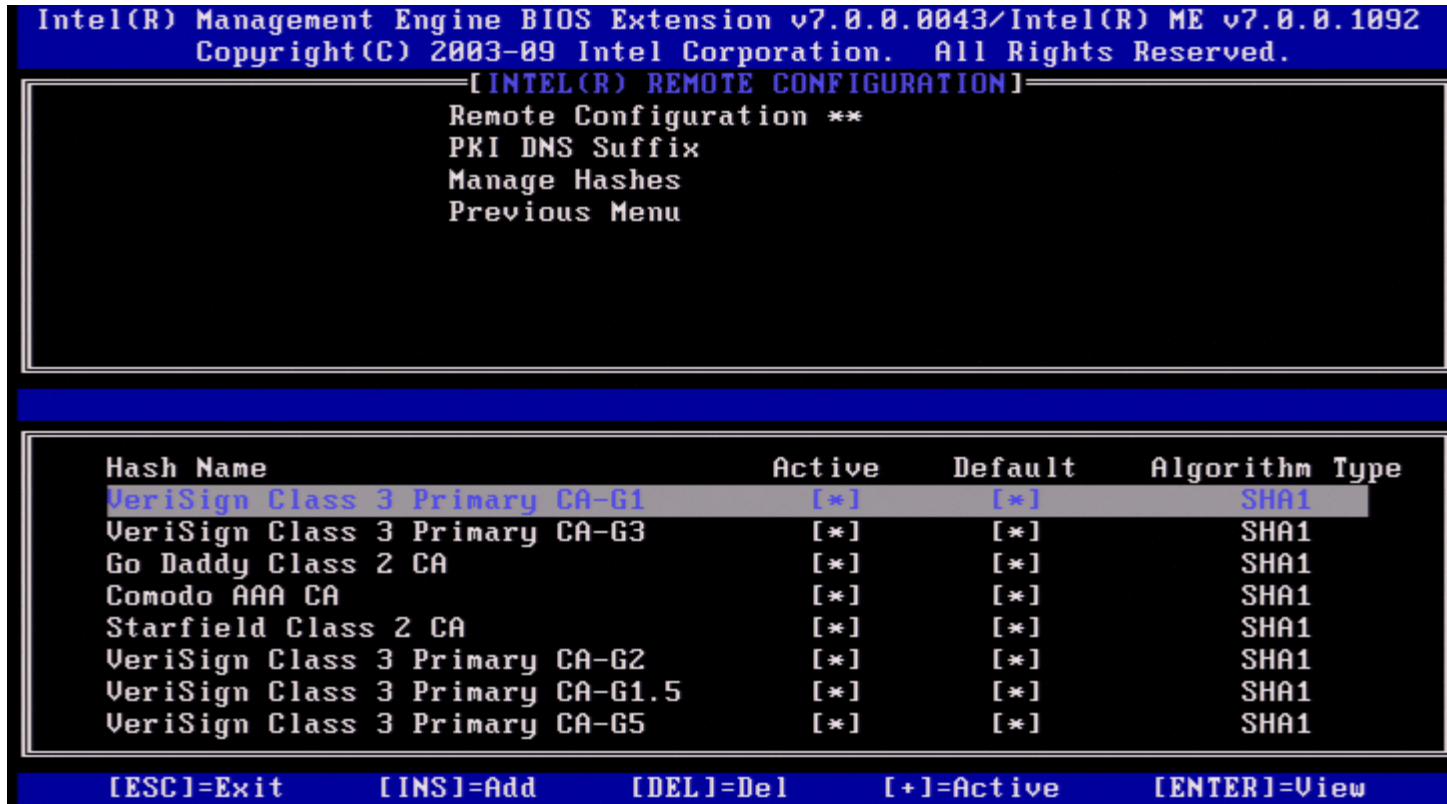 Intel(R) Management Engine BIOS Extension v7.0.0.0043/Intel(R) ME v7.0.0.1092
Copyright(C) 2003-09 Intel Corporation. All Rights Reserved.
[INTEL(R) REMOTE CONFIGURATION]
Remote Configuration **
PKI DNS Suffix
Manage Hashes
Previous Menu
Hash Name Active Default Algorithm Type
VeriSign Class 3 Primary CA-G1 [*] [*] SHA1
VeriSign Class 3 Primary CA-G3 [*] [*] SHA1
Go Daddy Class 2 CA [*] [*] SHA1
Comodo AAA CA [*] [*] SHA1
Starfield Class 2 CA [*] [*] SHA1
VeriSign Class 3 Primary CA-G2 [*] [*] SHA1
VeriSign Class 3 Primary CA-G1.5 [*] [*] SHA1
VeriSign Class 3 Primary CA-G5 [*] [*] SHA1
[ESC]=Exit [INS]=Add [DEL]=Del [+]=Active [ENTER]=View